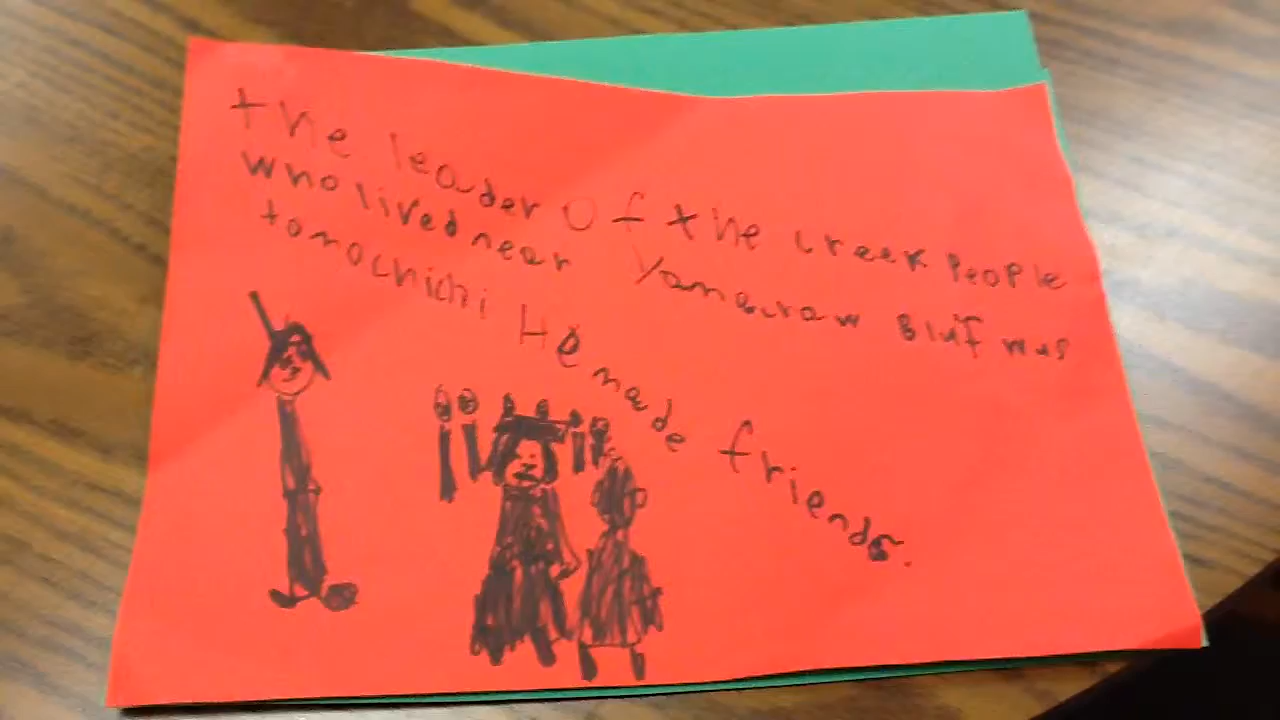 the leader of the creek people
who lived near Yamacraw Bluf was
tomochichi He made friends.